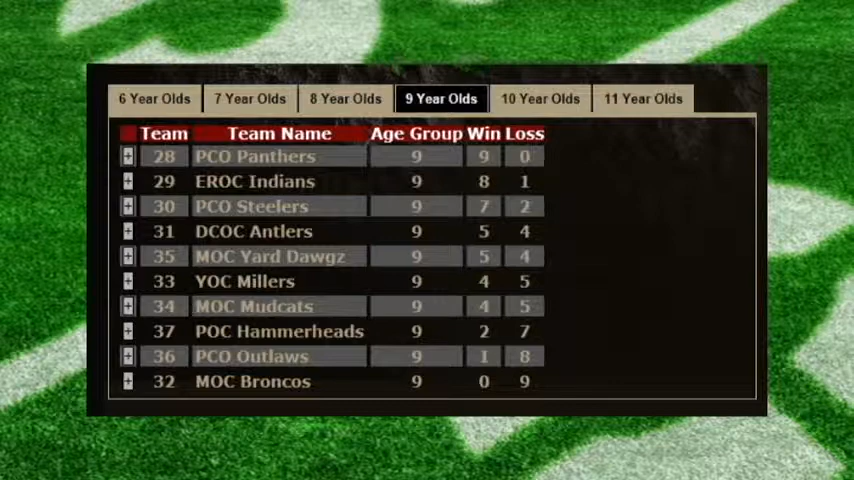 6 Year Olds 7 Year Olds 8 Year Olds 9 Year Olds 10 Year Olds 11 Year Olds
Team Team Name Age Group Win Loss
+ 28 PCO Panthers 9 9 0
+ 29 EROC Indians 9 8 1
+ 30 PCO Steelers 9 7 2
+ 31 DCOC Antlers 9 5 4
+ 35 MOC Yard Dawgz 9 5 4
+ 33 YOC Millers 9 4 5
+ 34 MOC Mudcats 9 4 5
+ 37 POC Hammerheads 9 2 7
+ 36 PCO Outlaws 9 1 8
+ 32 MOC Broncos 9 0 9